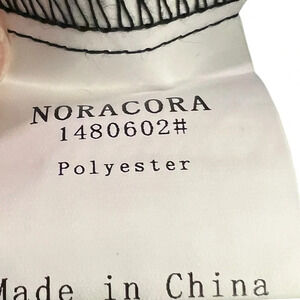 NORACORA
1480602#
Polyester
Made in China